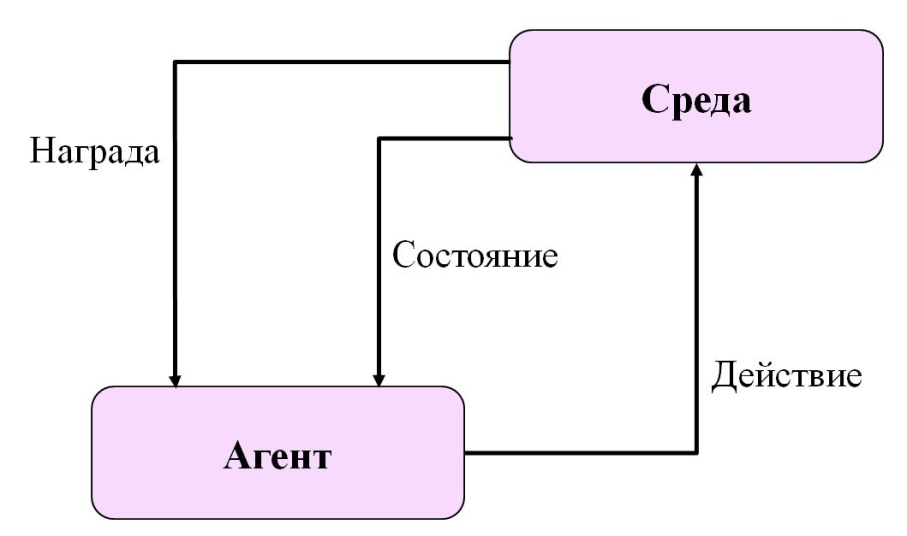 Среда
Награда
Состояние
Действие
Агент